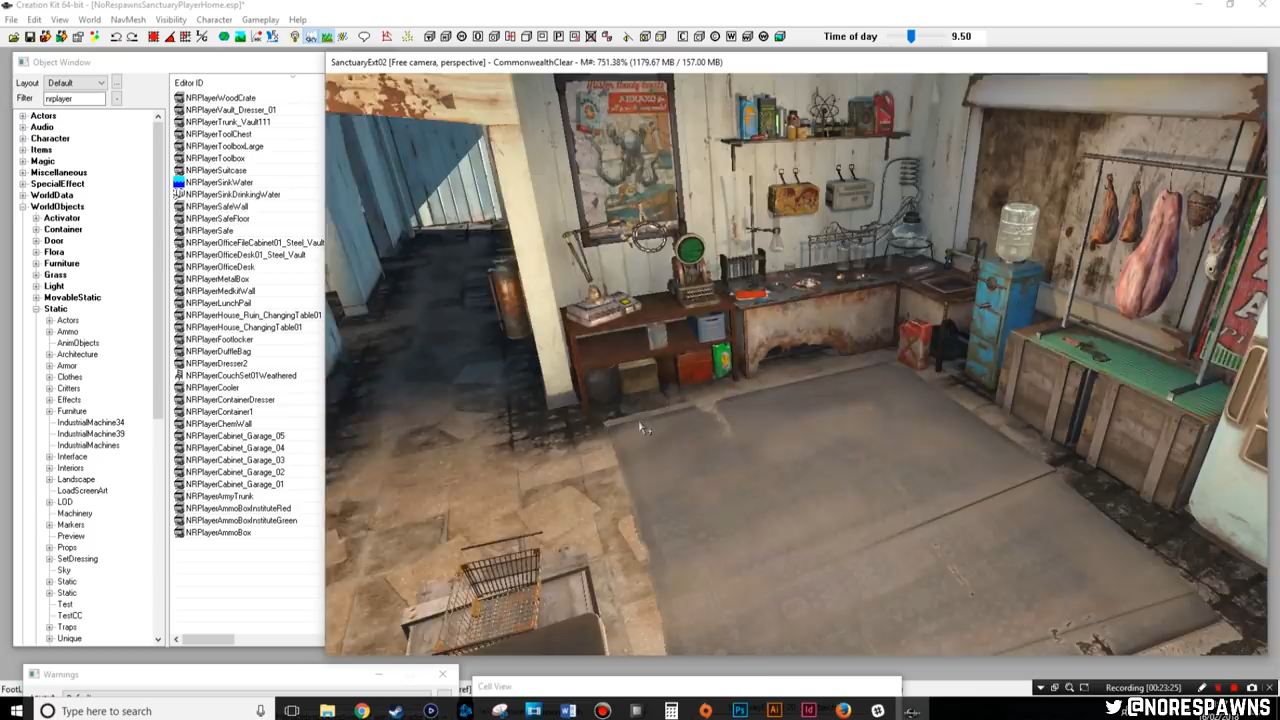 Creation Kit 64-bit - [NoRespawnsSanctuaryPlayerHome.esp]*
File Edit View World NavMesh Visibility Character Gameplay Help
Time of day 9.50
Object Window
SanctuaryExt02 [Free camera, perspective] - CommonwealthClear - M#: 751.38% (1179.67 MB / 157.00 MB)
Layout Default ...
Filter nrplayer
Editor ID
Actors
Audio
Character
Items
Magic
Miscellaneous
SpecialEffect
WorldData
WorldObjects
Activator
Container
Door
Flora
Furniture
Grass
Light
MovableStatic
Static
Actors
Ammo
AnimObjects
Architecture
Armor
Clothes
Critters
Effects
Furniture
IndustrialMachine34
IndustrialMachine39
IndustrialMachines
Interface
Interiors
Landscape
LoadScreenArt
LOD
Machinery
Markers
Preview
Props
SetDressing
Sky
Static
Static
Test
TestCC
Traps
Unique
NRPlayerWoodCrate
NRPlayerVault_Dresser_01
NRPlayerTrunk_Vault111
NRPlayerToolChest
NRPlayerToolboxLarge
NRPlayerToolbox
NRPlayerSuitcase
NRPlayerSinkWater
NRPlayerSinkDrinkingWater
NRPlayerSafeWall
NRPlayerSafeFloor
NRPlayerSafe
NRPlayerOfficeFileCabinet01_Steel_Vault
NRPlayerOfficeDesk01_Steel_Vault
NRPlayerOfficeDesk
NRPlayerMetalBox
NRPlayerMedkitWall
NRPlayerLunchPail
NRPlayerHouse_Ruin_ChangingTable01
NRPlayerHouse_ChangingTable01
NRPlayerFootlocker
NRPlayerDuffleBag
NRPlayerDresser2
NRPlayerCouchSet01Weathered
NRPlayerCooler
NRPlayerContainerDresser
NRPlayerContainer1
NRPlayerChemWall
NRPlayerCabinet_Garage_05
NRPlayerCabinet_Garage_04
NRPlayerCabinet_Garage_03
NRPlayerCabinet_Garage_02
NRPlayerCabinet_Garage_01
NRPlayerArmyTrunk
NRPlayerAmmoBoxInstituteRed
NRPlayerAmmoBoxInstituteGreen
NRPlayerAmmoBox
Warnings
Cell View
Recording [00:23:25]
Type here to search
@NORESPAWNS